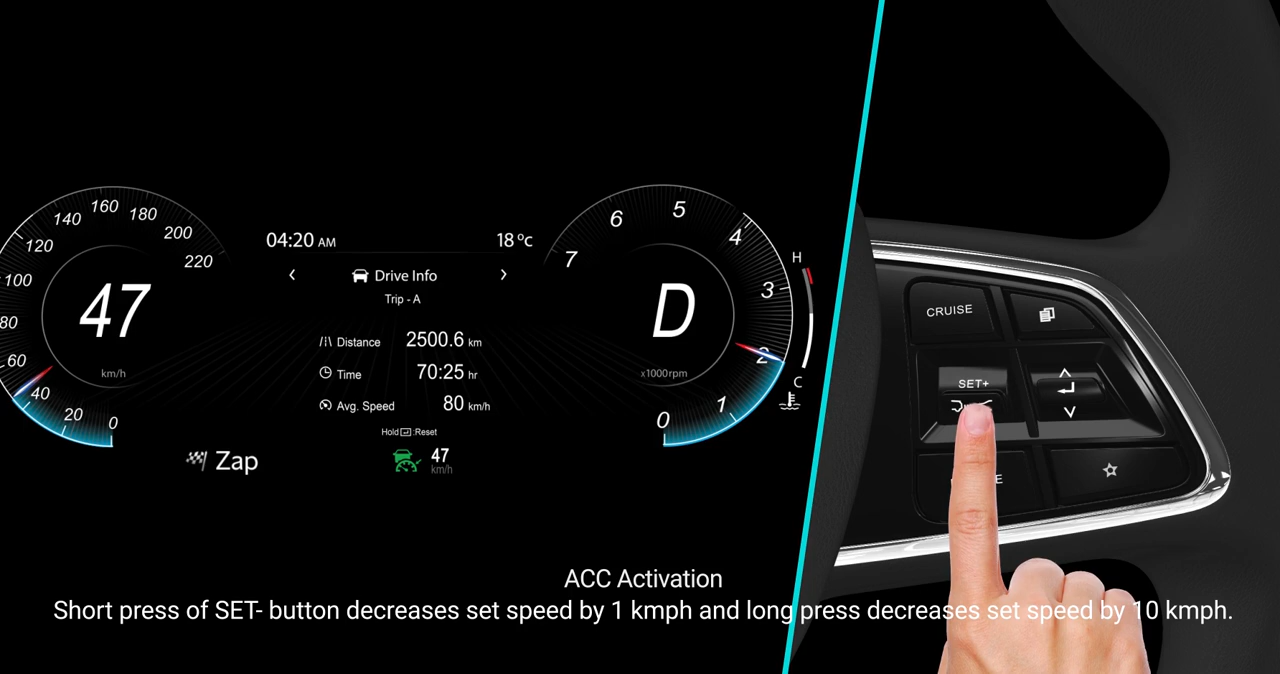 140
160
180
120
200
100
220
80
60
40
20
0
47
km/h
04:20 AM
18 °C
Drive Info
Trip - A
Distance 2500.6 km
Time 70:25 hr
Avg. Speed 80 km/h
Hold :Reset
47
km/h
Zap
5
6
4
7
3
2
1
0
D
x1000rpm
H
C
CRUISE
SET+
ACC Activation
Short press of SET- button decreases set speed by 1 kmph and long press decreases set speed by 10 kmph.